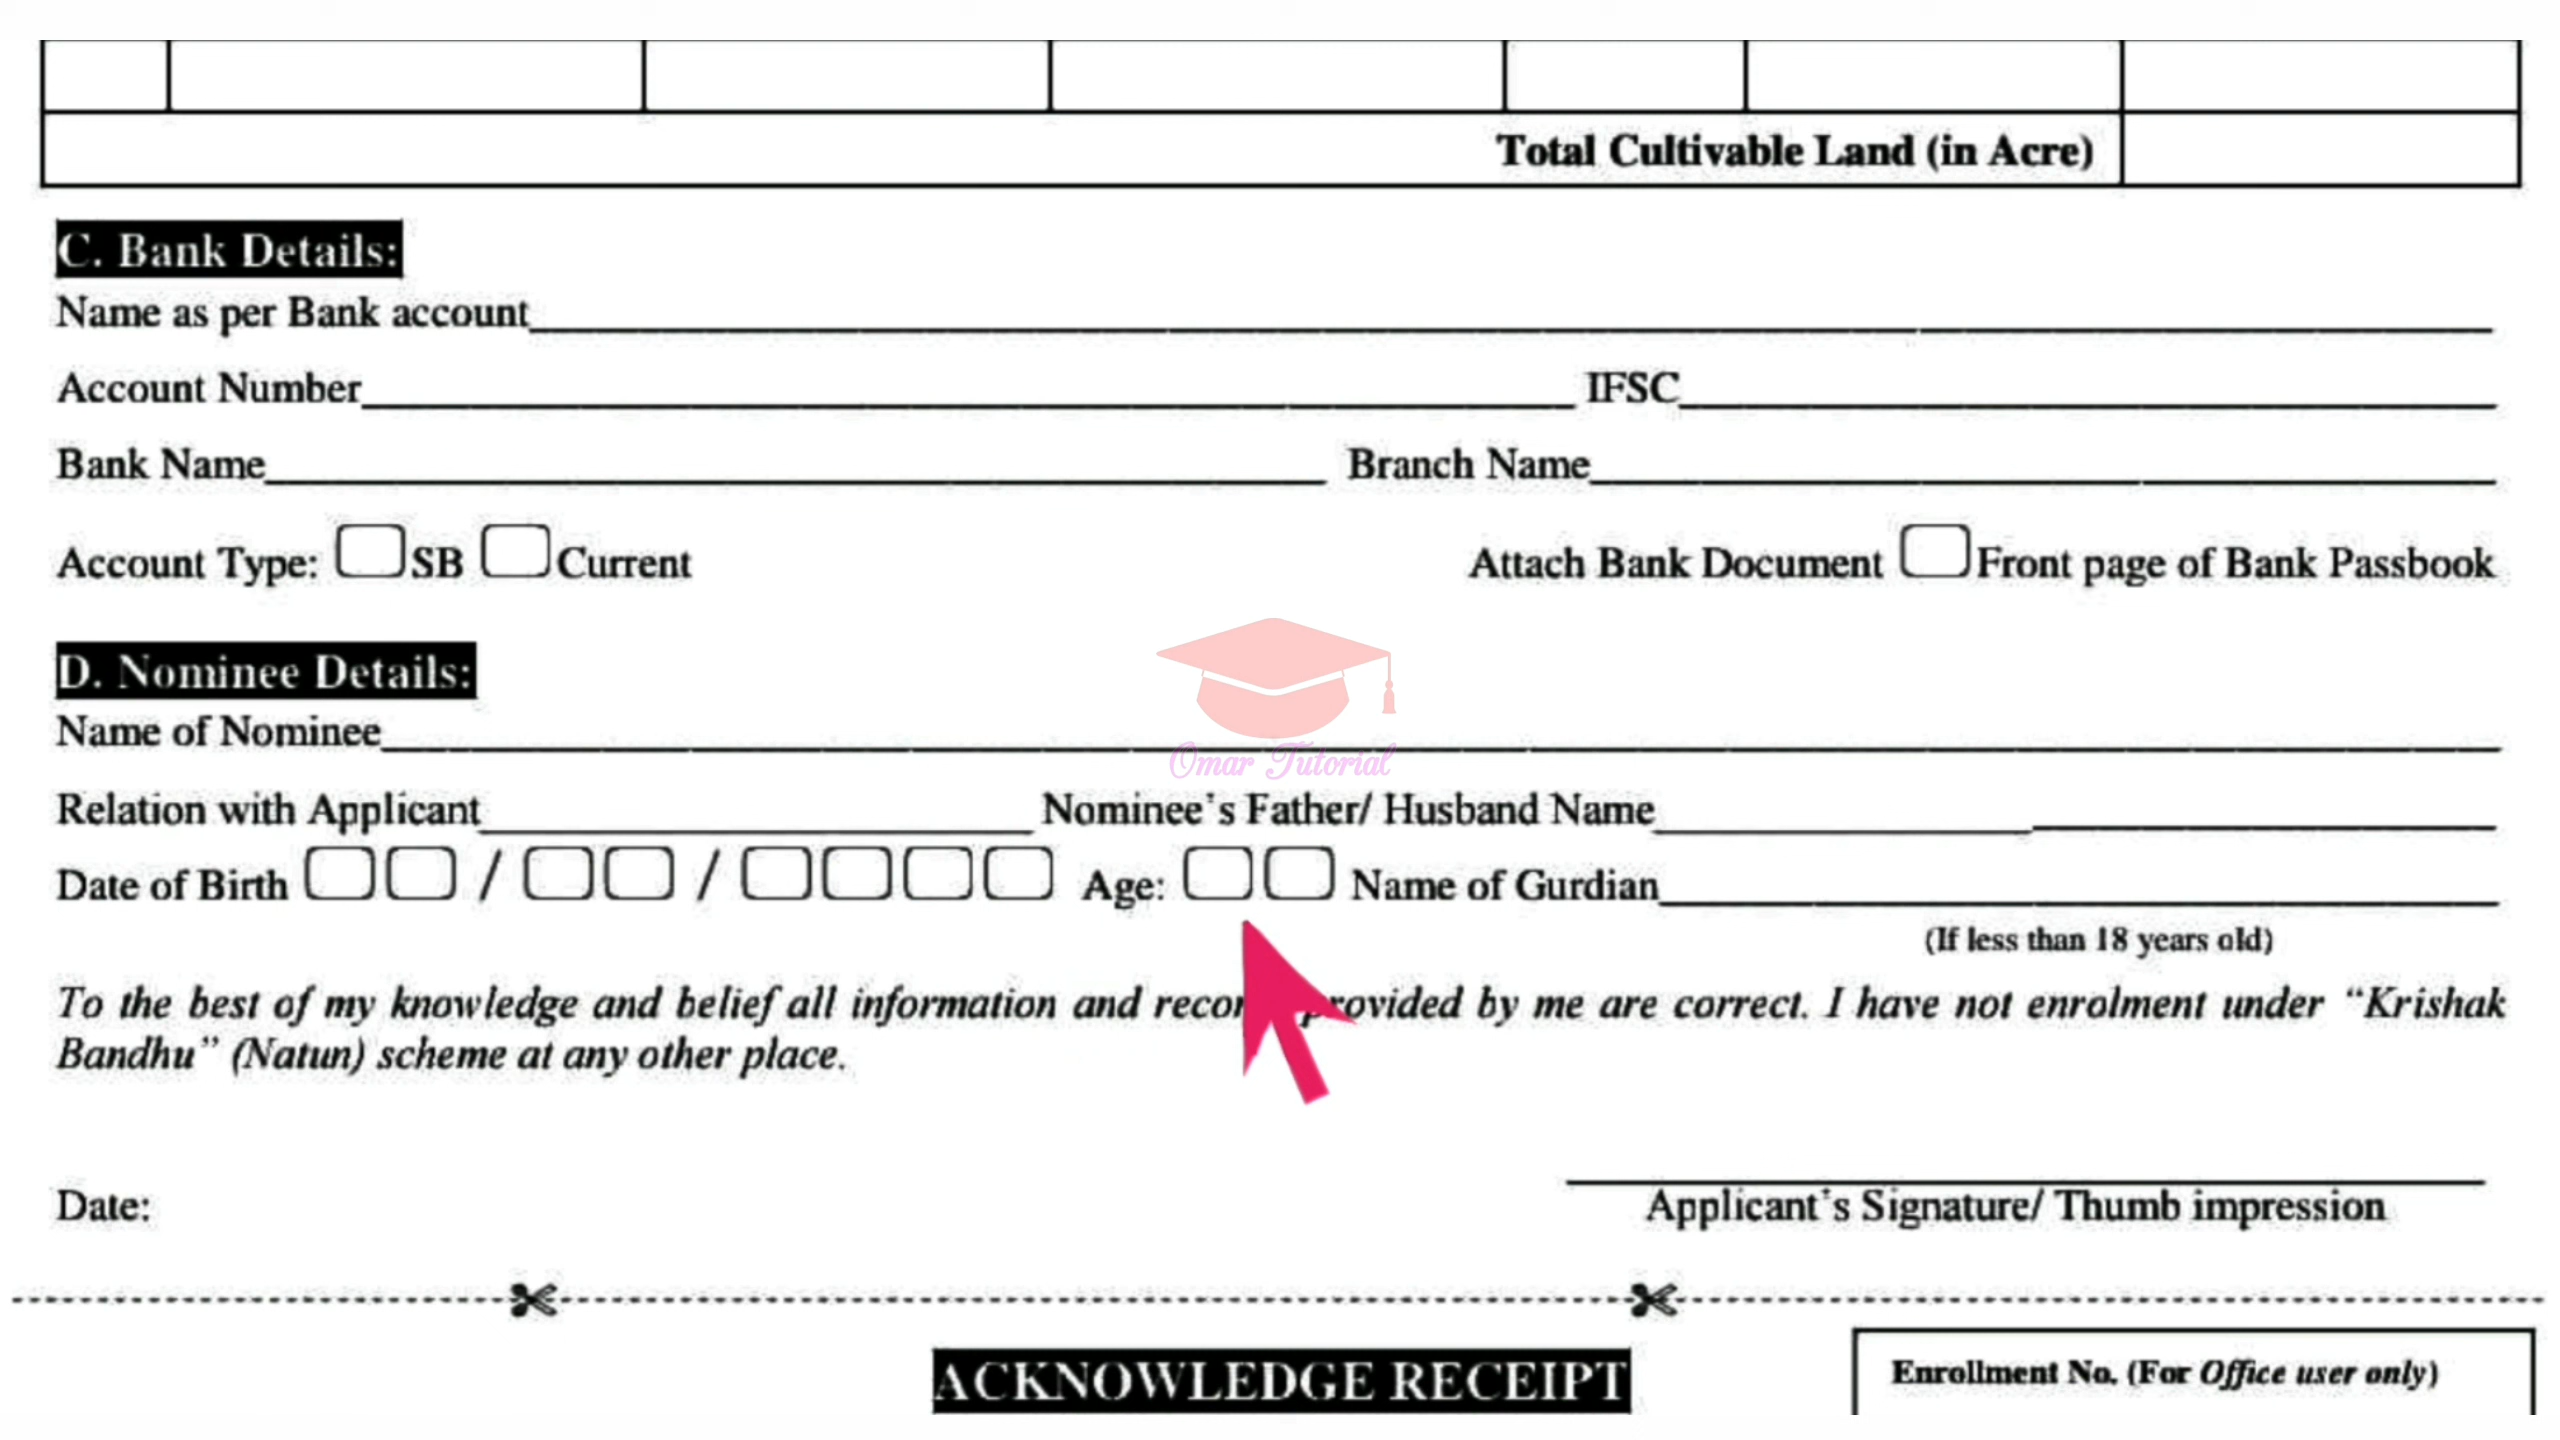 Total Cultivable Land (in Acre)
C. Bank Details:
Name as per Bank account
Account Number IFSC
Bank Name Branch Name
Account Type: SB Current Attach Bank Document Front page of Bank Passbook
D. Nominee Details:
Name of Nominee
Omar Tutorial
Relation with Applicant Nominee's Father/ Husband Name
Date of Birth / / Age: Name of Gurdian
(If less than 18 years old)
To the best of my knowledge and belief all information and provided by me are correct. I have not enrolment under “Krishak
Bandhu” (Natun) scheme at any other place.
Date: Applicant's Signature/ Thumb impression
ACKNOWLEDGE RECEIPT
Enrollment No. (For Office user only)